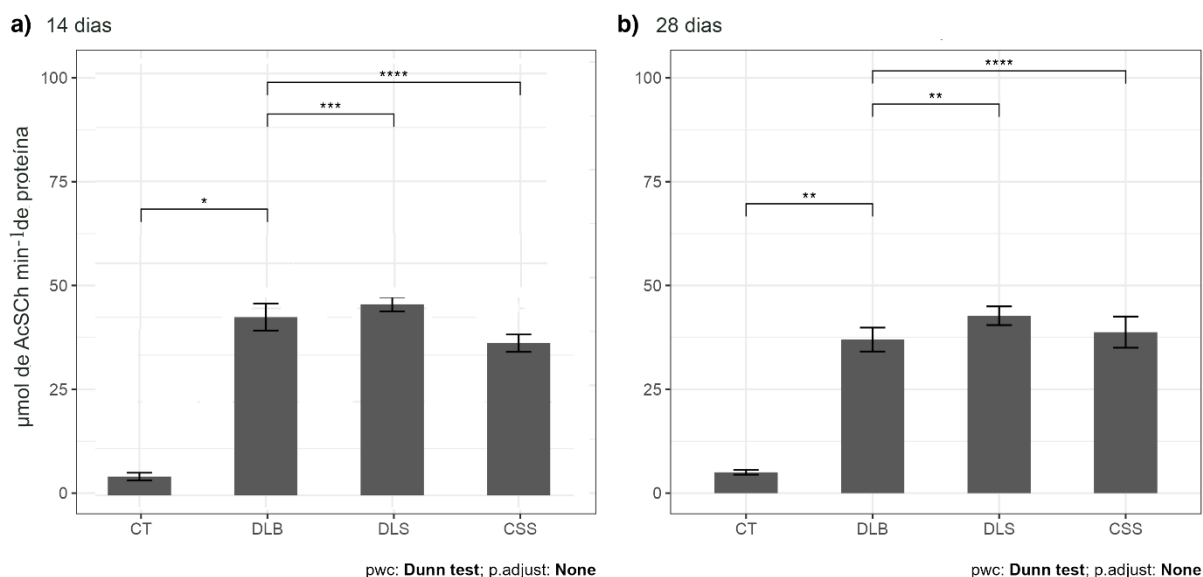 a) 14 dias
µmol de AcSCh min⁻¹de proteína
100
75
50
25
0
****
***
*
CT DLB DLS CSS
pwc: Dunn test; p.adjust: None
b) 28 dias
100
75
50
25
0
****
**
**
CT DLB DLS CSS
pwc: Dunn test; p.adjust: None